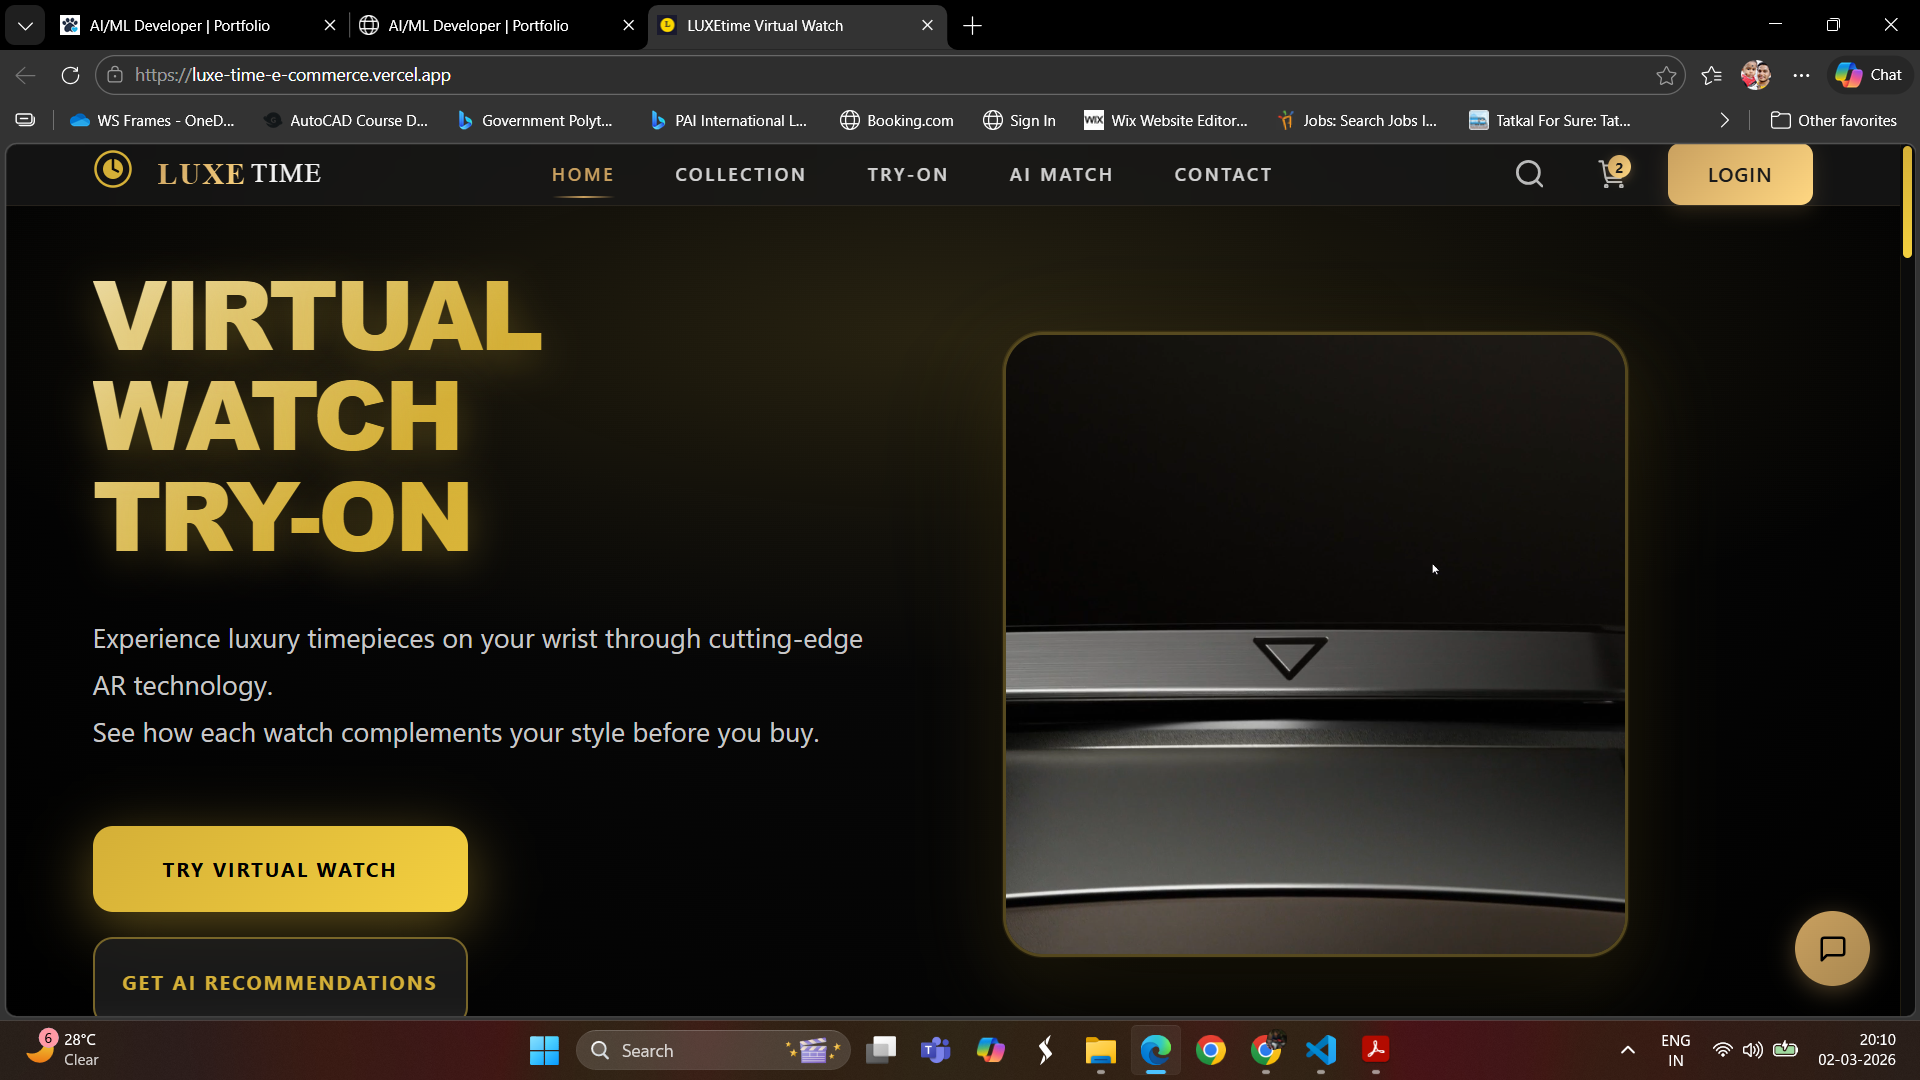 AI/ML Developer | Portfolio
AI/ML Developer | Portfolio
LUXEtime Virtual Watch
https://luxe-time-e-commerce.vercel.app
Chat
WS Frames - OneD...
AutoCAD Course D...
Government Polyt...
PAI International L...
Booking.com
Sign In
WIX Wix Website Editor...
Jobs: Search Jobs I...
Tatkal For Sure: Tat...
Other favorites
LUXE TIME
HOME
COLLECTION
TRY-ON
AI MATCH
CONTACT
2
LOGIN
VIRTUAL
WATCH
TRY-ON
Experience luxury timepieces on your wrist through cutting-edge
AR technology.
See how each watch complements your style before you buy.
TRY VIRTUAL WATCH
GET AI RECOMMENDATIONS
6
28°C
Clear
Search
ENG
IN
20:10
02-03-2026